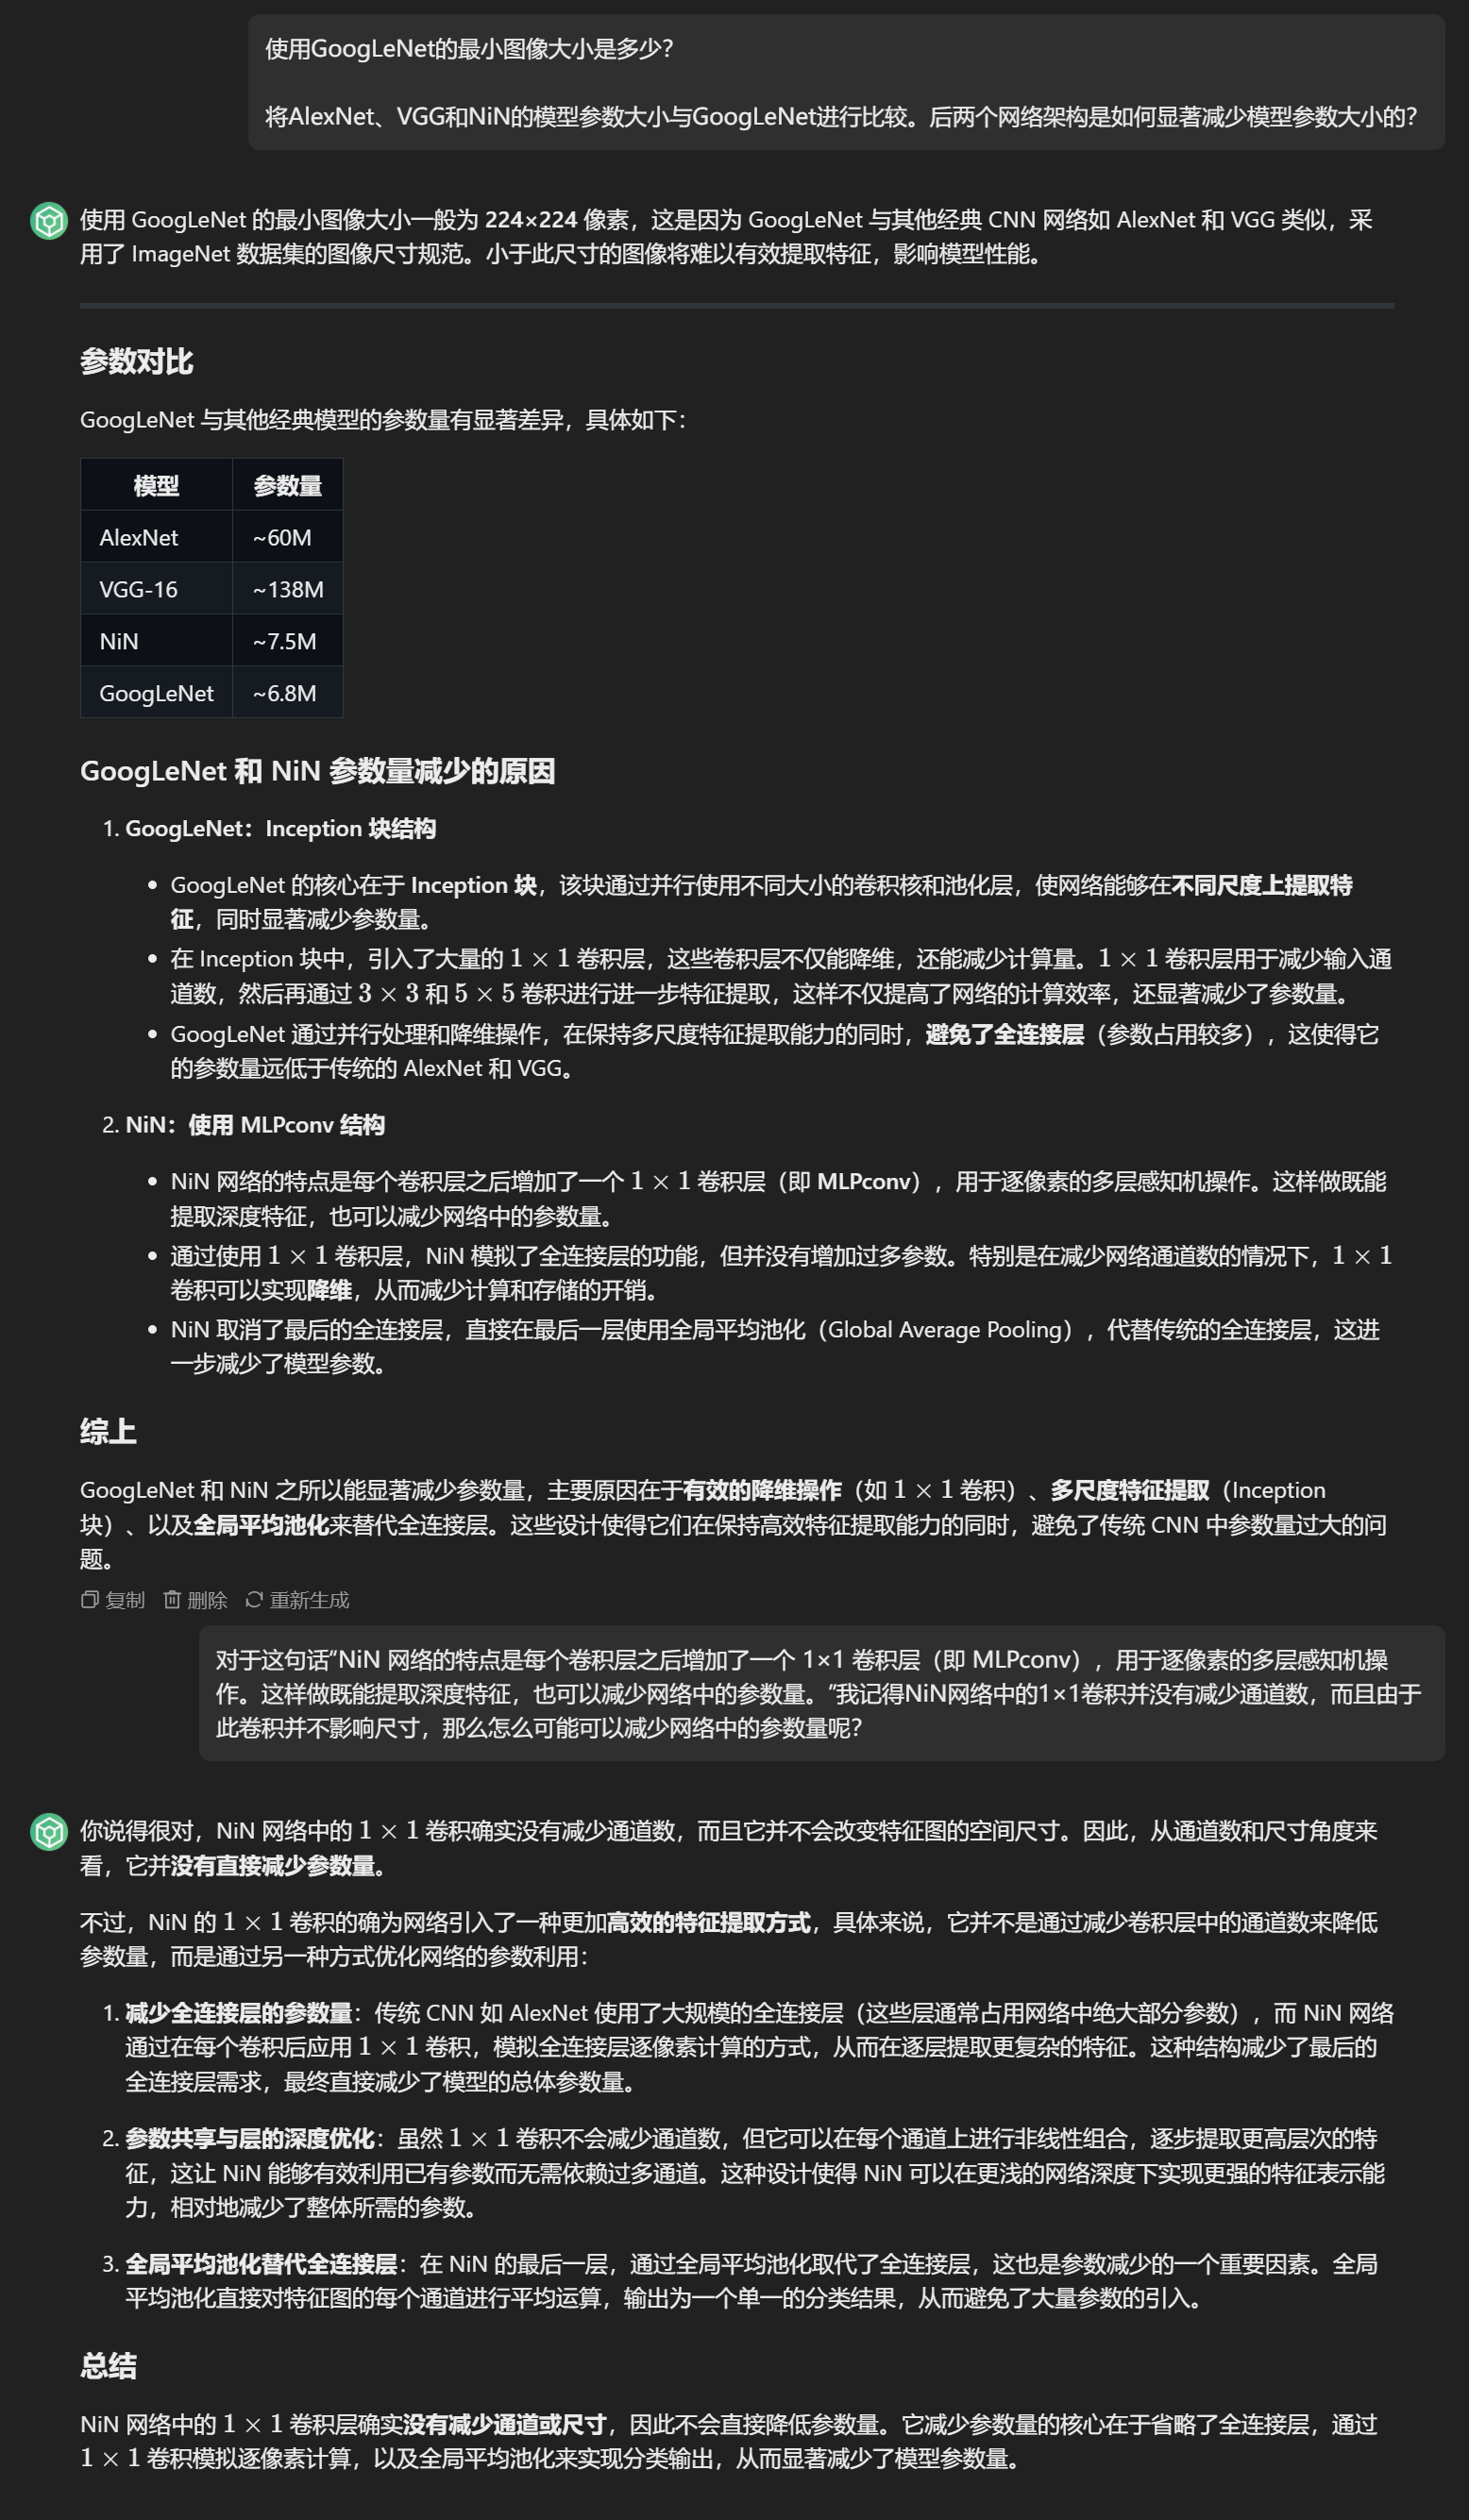 使用GoogLeNet的最小图像大小是多少？
将AlexNet、VGG和NiN的模型参数大小与GoogLeNet进行比较。后两个网络架构是如何显著减少模型参数大小的？
使用 GoogLeNet 的最小图像大小一般为 224×224 像素，这是因为 GoogLeNet 与其他经典 CNN 网络如 AlexNet 和 VGG 类似，采
用了 ImageNet 数据集的图像尺寸规范。小于此尺寸的图像将难以有效提取特征，影响模型性能。
参数对比
GoogLeNet 与其他经典模型的参数量有显著差异，具体如下：
模型 参数量
AlexNet ~60M
VGG-16 ~138M
NiN ~7.5M
GoogLeNet ~6.8M
GoogLeNet 和 NiN 参数量减少的原因
1. GoogLeNet：Inception 块结构
• GoogLeNet 的核心在于 Inception 块，该块通过并行使用不同大小的卷积核和池化层，使网络能够在不同尺度上提取特
征，同时显著减少参数量。
• 在 Inception 块中，引入了大量的 1 × 1 卷积层，这些卷积层不仅能降维，还能减少计算量。1 × 1 卷积层用于减少输入通
道数，然后再通过 3 × 3 和 5 × 5 卷积进行进一步特征提取，这样不仅提高了网络的计算效率，还显著减少了参数量。
• GoogLeNet 通过并行处理和降维操作，在保持多尺度特征提取能力的同时，避免了全连接层（参数占用较多），这使得它
的参数量远低于传统的 AlexNet 和 VGG。
2. NiN：使用 MLPconv 结构
• NiN 网络的特点是每个卷积层之后增加了一个 1 × 1 卷积层（即 MLPconv），用于逐像素的多层感知机操作。这样做既能
提取深度特征，也可以减少网络中的参数量。
• 通过使用 1 × 1 卷积层，NiN 模拟了全连接层的功能，但并没有增加过多参数。特别是在减少网络通道数的情况下，1 × 1
卷积可以实现降维，从而减少计算和存储的开销。
• NiN 取消了最后的全连接层，直接在最后一层使用全局平均池化（Global Average Pooling），代替传统的全连接层，这进
一步减少了模型参数。
综上
GoogLeNet 和 NiN 之所以能显著减少参数量，主要原因在于有效的降维操作（如 1 × 1 卷积）、多尺度特征提取（Inception
块）、以及全局平均池化来替代全连接层。这些设计使得它们在保持高效特征提取能力的同时，避免了传统 CNN 中参数量过大的问
题。
复制 删除 重新生成
对于这句话“NiN 网络的特点是每个卷积层之后增加了一个 1×1 卷积层（即 MLPconv），用于逐像素的多层感知机操
作。这样做既能提取深度特征，也可以减少网络中的参数量。”我记得NiN网络中的1×1卷积并没有减少通道数，而且由于
此卷积并不影响尺寸，那么怎么可能可以减少网络中的参数量呢？
你说得很对，NiN 网络中的 1 × 1 卷积确实没有减少通道数，而且它并不会改变特征图的空间尺寸。因此，从通道数和尺寸角度来
看，它并没有直接减少参数量。
不过，NiN 的 1 × 1 卷积的确为网络引入了一种更加高效的特征提取方式，具体来说，它并不是通过减少卷积层中的通道数来降低
参数量，而是通过另一种方式优化网络的参数利用：
1. 减少全连接层的参数量：传统 CNN 如 AlexNet 使用了大规模的全连接层（这些层通常占用网络中绝大部分参数），而 NiN 网络
通过在每个卷积后应用 1 × 1 卷积，模拟全连接层逐像素计算的方式，从而在逐层提取更复杂的特征。这种结构减少了最后的
全连接层需求，最终直接减少了模型的总体参数量。
2. 参数共享与层的深度优化：虽然 1 × 1 卷积不会减少通道数，但它可以在每个通道上进行非线性组合，逐步提取更高层次的特
征，这让 NiN 能够有效利用已有参数而无需依赖过多通道。这种设计使得 NiN 可以在更浅的网络深度下实现更强的特征表示能
力，相对地减少了整体所需的参数。
3. 全局平均池化替代全连接层：在 NiN 的最后一层，通过全局平均池化取代了全连接层，这也是参数减少的一个重要因素。全局
平均池化直接对特征图的每个通道进行平均运算，输出为一个单一的分类结果，从而避免了大量参数的引入。
总结
NiN 网络中的 1 × 1 卷积层确实没有减少通道或尺寸，因此不会直接降低参数量。它减少参数量的核心在于省略了全连接层，通过
1 × 1 卷积模拟逐像素计算，以及全局平均池化来实现分类输出，从而显著减少了模型参数量。